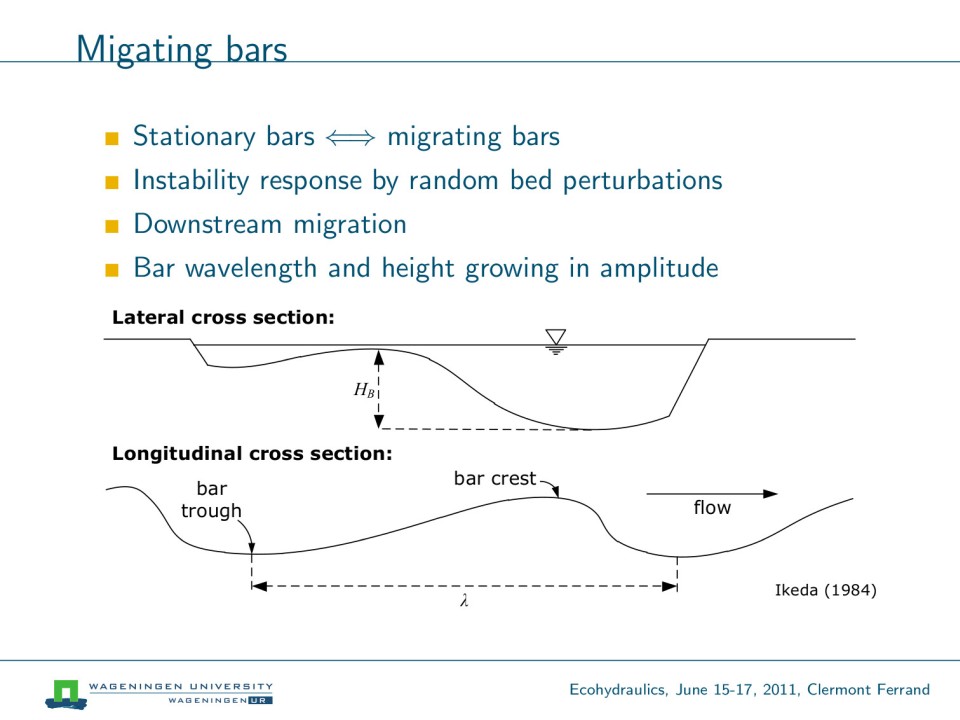 Migating bars
Stationary bars ⟺ migrating bars
Instability response by random bed perturbations
Downstream migration
Bar wavelength and height growing in amplitude
Lateral cross section:
H_B
Longitudinal cross section:
bar
trough
bar crest
flow
λ
Ikeda (1984)
WAGENINGEN UNIVERSITY
WAGENINGEN UR
Ecohydraulics, June 15-17, 2011, Clermont Ferrand